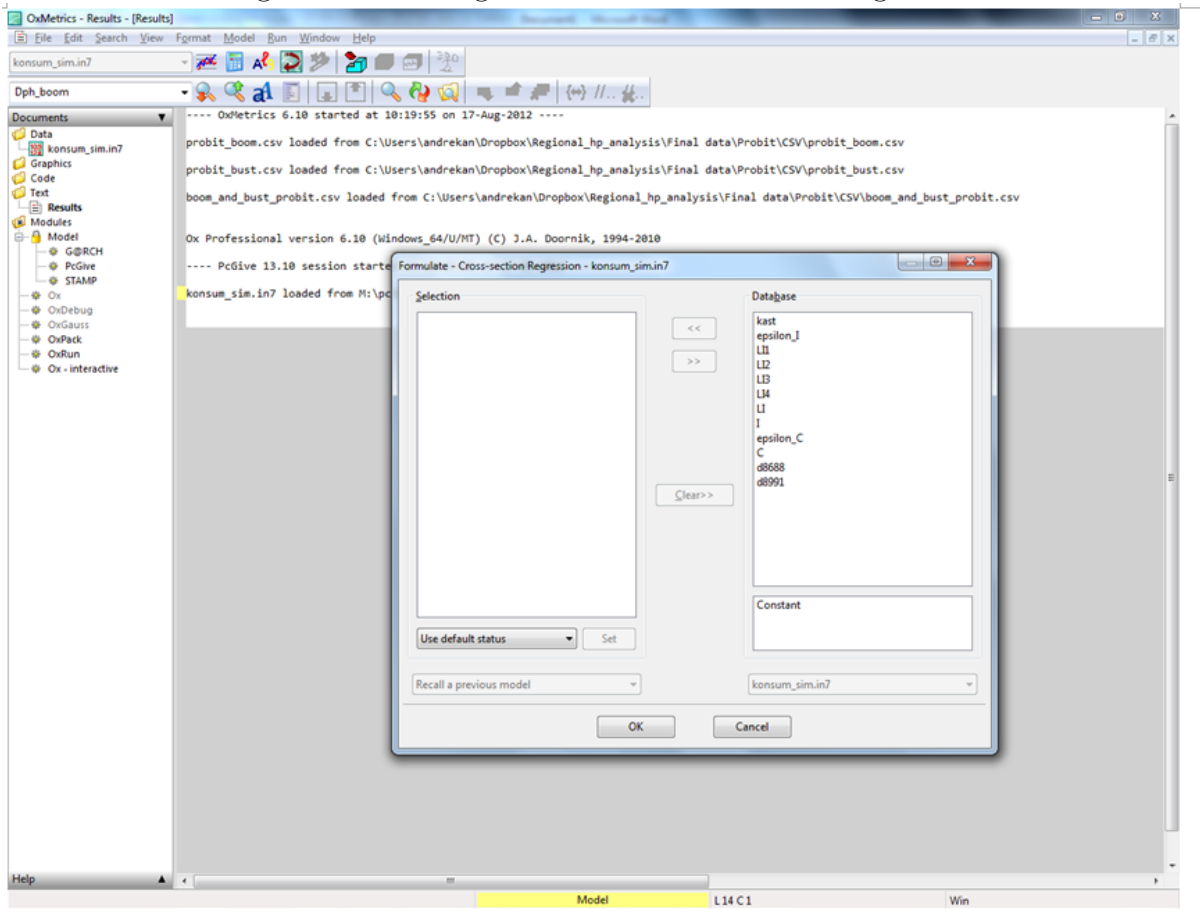 OxMetrics - Results - [Results]
File Edit Search View Format Model Run Window Help
konsum_sim.in7
Dph_boom
Documents
Data
konsum_sim.in7
Graphics
Code
Text
Results
Modules
Model
G@RCH
PcGive
STAMP
Ox
OxDebug
OxGauss
OxPack
OxRun
Ox - interactive
Help
---- OxMetrics 6.10 started at 10:19:55 on 17-Aug-2012 ----
probit_boom.csv loaded from C:\Users\andrekan\Dropbox\Regional_hp_analysis\Final data\Probit\CSV\probit_boom.csv
probit_bust.csv loaded from C:\Users\andrekan\Dropbox\Regional_hp_analysis\Final data\Probit\CSV\probit_bust.csv
boom_and_bust_probit.csv loaded from C:\Users\andrekan\Dropbox\Regional_hp_analysis\Final data\Probit\CSV\boom_and_bust_probit.csv
Ox Professional version 6.10 (Windows_64/U/MT) (C) J.A. Doornik, 1994-2010
---- PcGive 13.10 session starte
konsum_sim.in7 loaded from M:\pc
Formulate - Cross-section Regression - konsum_sim.in7
Selection
<<
>>
Clear>>
Use default status
Set
Recall a previous model
Database
kast
epsilon_I
LI1
LI2
LI3
LI4
LI
I
epsilon_C
C
d8688
d8991
Constant
konsum_sim.in7
OK
Cancel
Model
L 14 C 1
Win